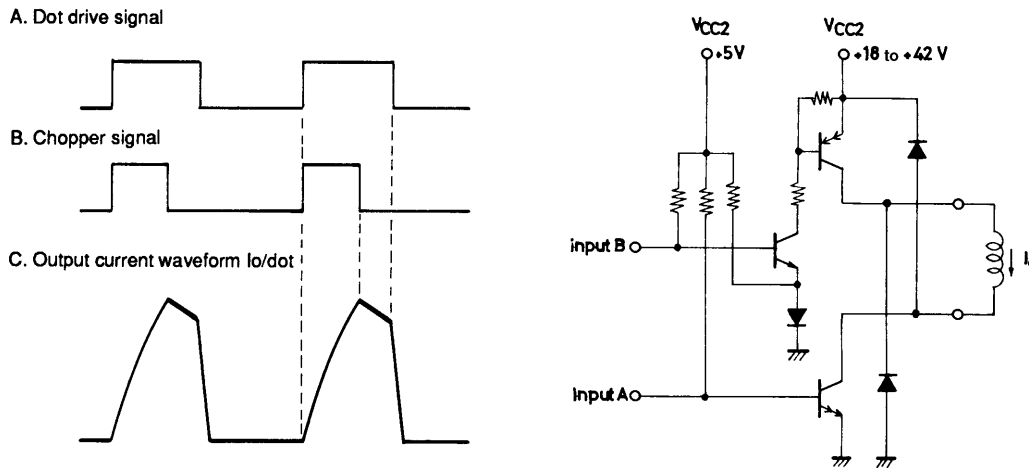 A. Dot drive signal
B. Chopper signal
C. Output current waveform Io/dot
VCC2
+5V
VCC2
+18 to +42 V
input B
Input A
I